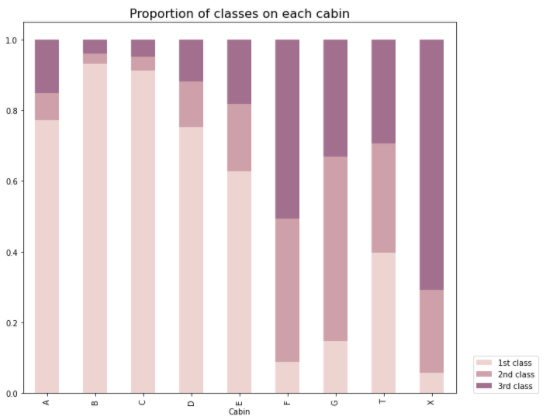 Proportion of classes on each cabin
1.0
0.8
0.6
0.4
0.2
0.0
A B C D E F G T X
Cabin
1st class
2nd class
3rd class